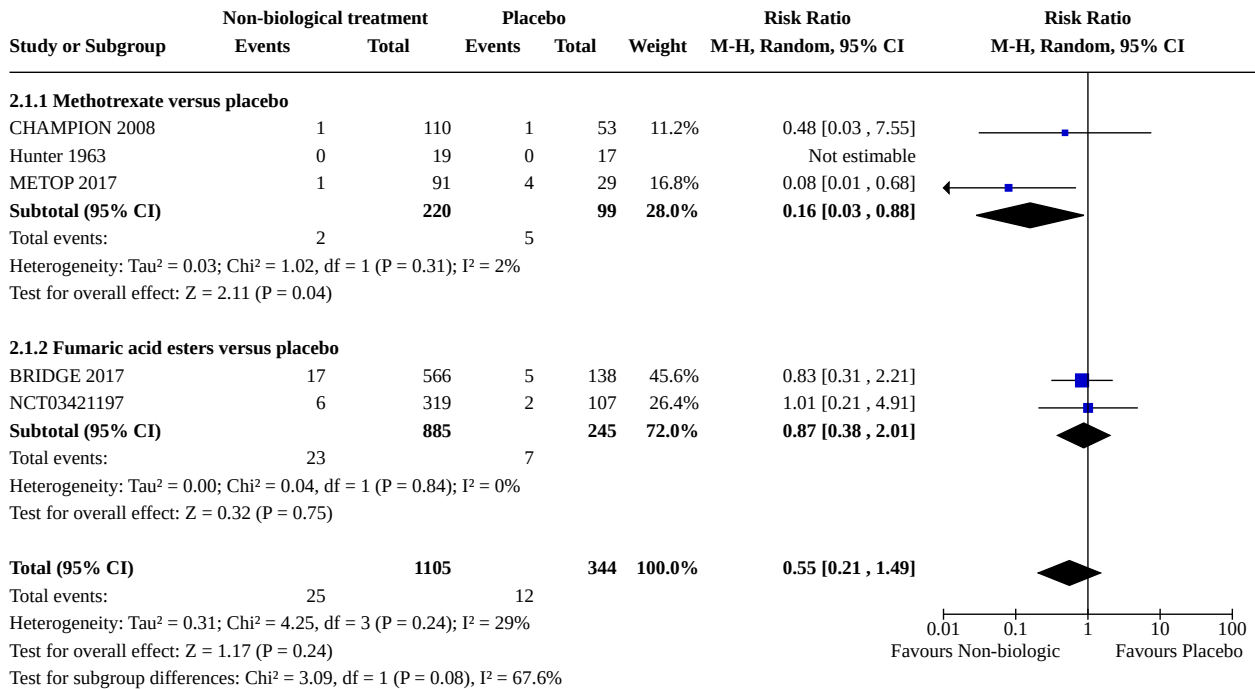 Non-biological treatment Placebo Risk Ratio Risk Ratio
Study or Subgroup Events Total Events Total Weight M-H, Random, 95% CI M-H, Random, 95% CI
2.1.1 Methotrexate versus placebo
CHAMPION 2008 1 110 1 53 11.2% 0.48 [0.03 , 7.55]
Hunter 1963 0 19 0 17 Not estimable
METOP 2017 1 91 4 29 16.8% 0.08 [0.01 , 0.68]
Subtotal (95% CI) 220 99 28.0% 0.16 [0.03 , 0.88]
Total events: 2 5
Heterogeneity: Tau² = 0.03; Chi² = 1.02, df = 1 (P = 0.31); I² = 2%
Test for overall effect: Z = 2.11 (P = 0.04)
2.1.2 Fumaric acid esters versus placebo
BRIDGE 2017 17 566 5 138 45.6% 0.83 [0.31 , 2.21]
NCT03421197 6 319 2 107 26.4% 1.01 [0.21 , 4.91]
Subtotal (95% CI) 885 245 72.0% 0.87 [0.38 , 2.01]
Total events: 23 7
Heterogeneity: Tau² = 0.00; Chi² = 0.04, df = 1 (P = 0.84); I² = 0%
Test for overall effect: Z = 0.32 (P = 0.75)
Total (95% CI) 1105 344 100.0% 0.55 [0.21 , 1.49]
Total events: 25 12
Heterogeneity: Tau² = 0.31; Chi² = 4.25, df = 3 (P = 0.24); I² = 29%
0.01 0.1 1 10 100
Test for overall effect: Z = 1.17 (P = 0.24)
Favours Non-biologic Favours Placebo
Test for subgroup differences: Chi² = 3.09, df = 1 (P = 0.08), I² = 67.6%